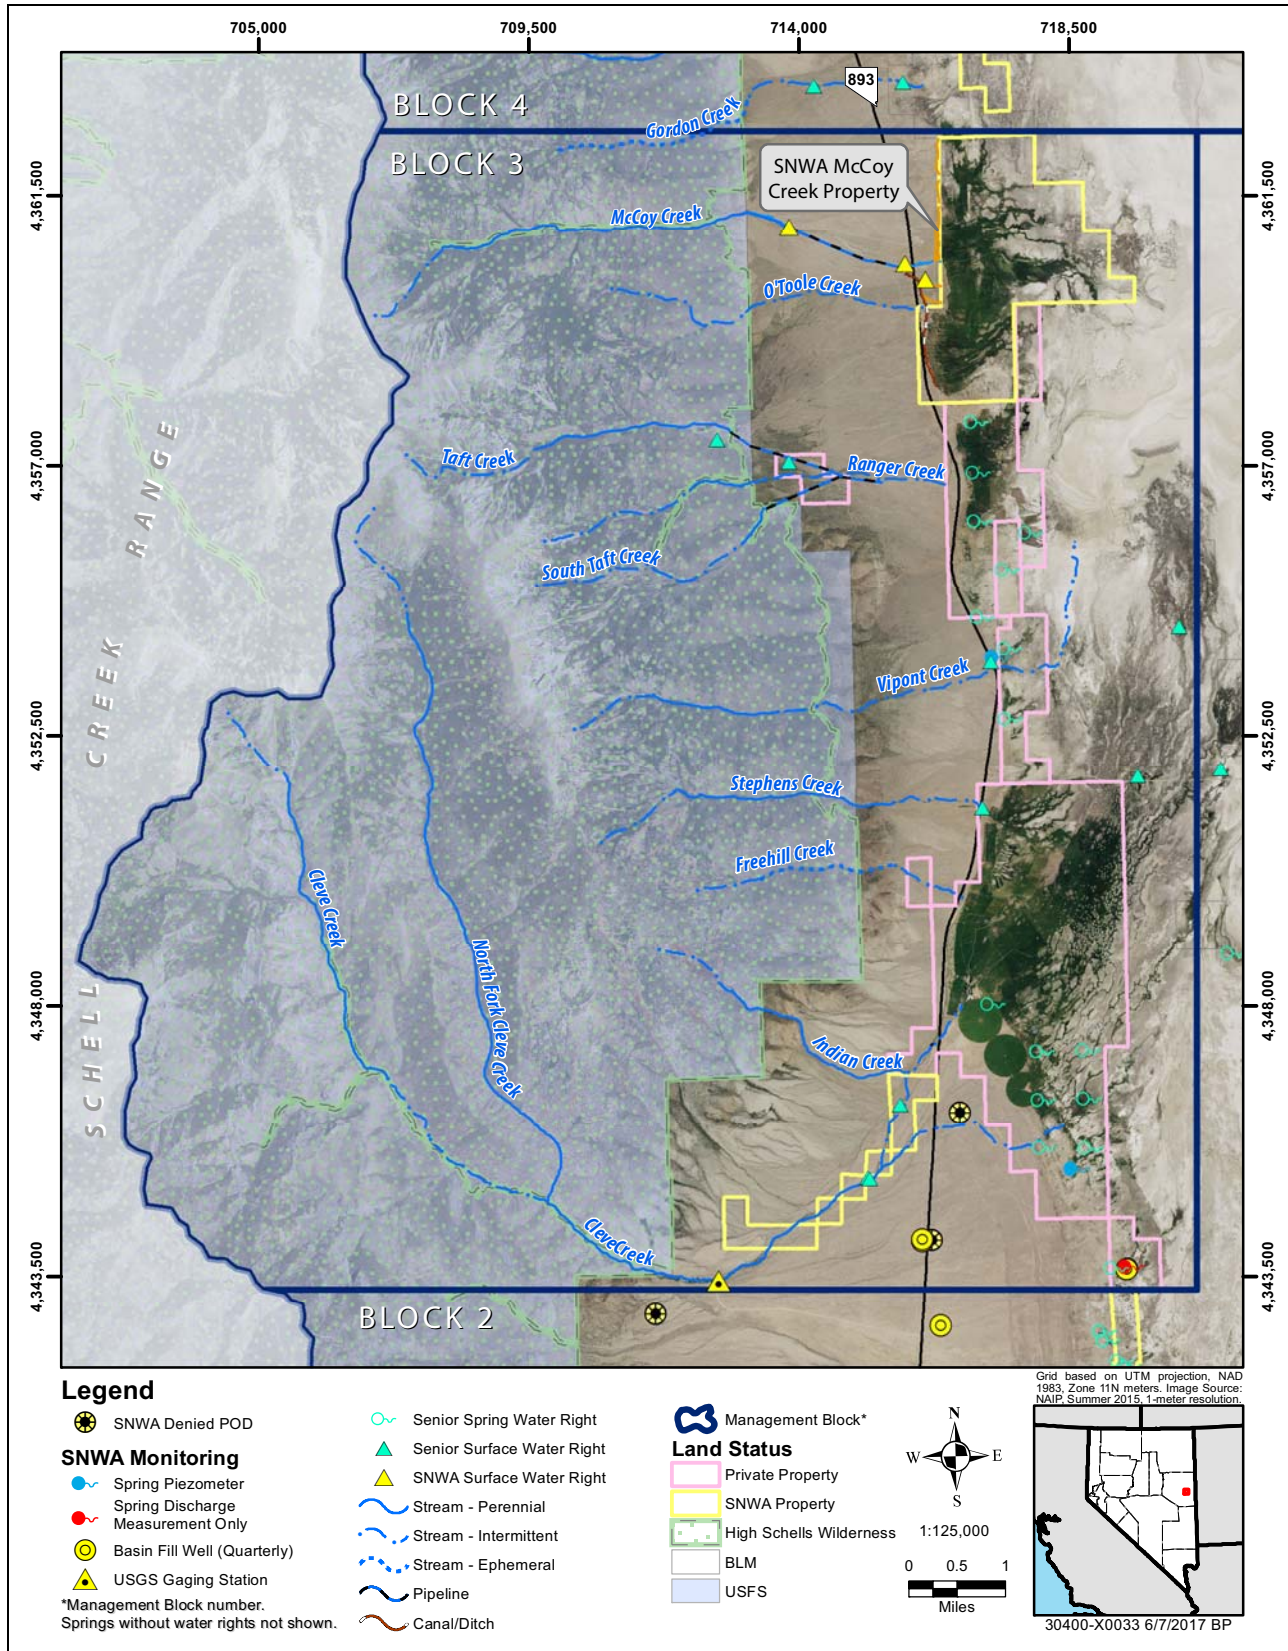 705,000
709,500
714,000
718,500
893
BLOCK 4
Gordon Creek
BLOCK 3
SNWA McCoy
Creek Property
4,361,500
4,361,500
McCoy Creek
O'Toole Creek
4,357,000
4,357,000
Taft Creek
Ranger Creek
South Taft Creek
Vipont Creek
4,352,500
4,352,500
Stephens Creek
Freehill Creek
Cleve Creek
North Fork Cleve Creek
SCHELL CREEK RANGE
4,348,000
4,348,000
Indian Creek
CleveCreek
4,343,500
4,343,500
BLOCK 2
Legend
SNWA Denied POD
SNWA Monitoring
Spring Piezometer
Spring Discharge
Measurement Only
Basin Fill Well (Quarterly)
USGS Gaging Station
*Management Block number.
Springs without water rights not shown.
Senior Spring Water Right
Senior Surface Water Right
SNWA Surface Water Right
Stream - Perennial
Stream - Intermittent
Stream - Ephemeral
Pipeline
Canal/Ditch
Management Block*
Land Status
Private Property
SNWA Property
High Schells Wilderness
BLM
USFS
N
W
E
S
1:125,000
0 0.5 1
Miles
Grid based on UTM projection, NAD
1983, Zone 11N meters. Image Source:
NAIP, Summer 2015, 1-meter resolution.
30400-X0033 6/7/2017 BP